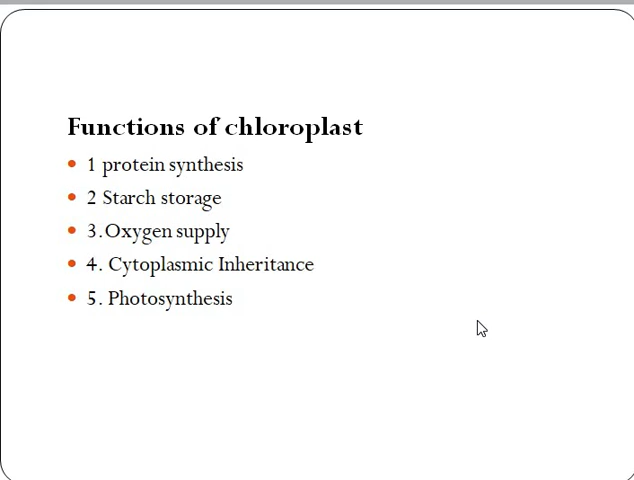 Functions of chloroplast
• 1 protein synthesis
• 2 Starch storage
• 3.Oxygen supply
• 4. Cytoplasmic Inheritance
• 5. Photosynthesis